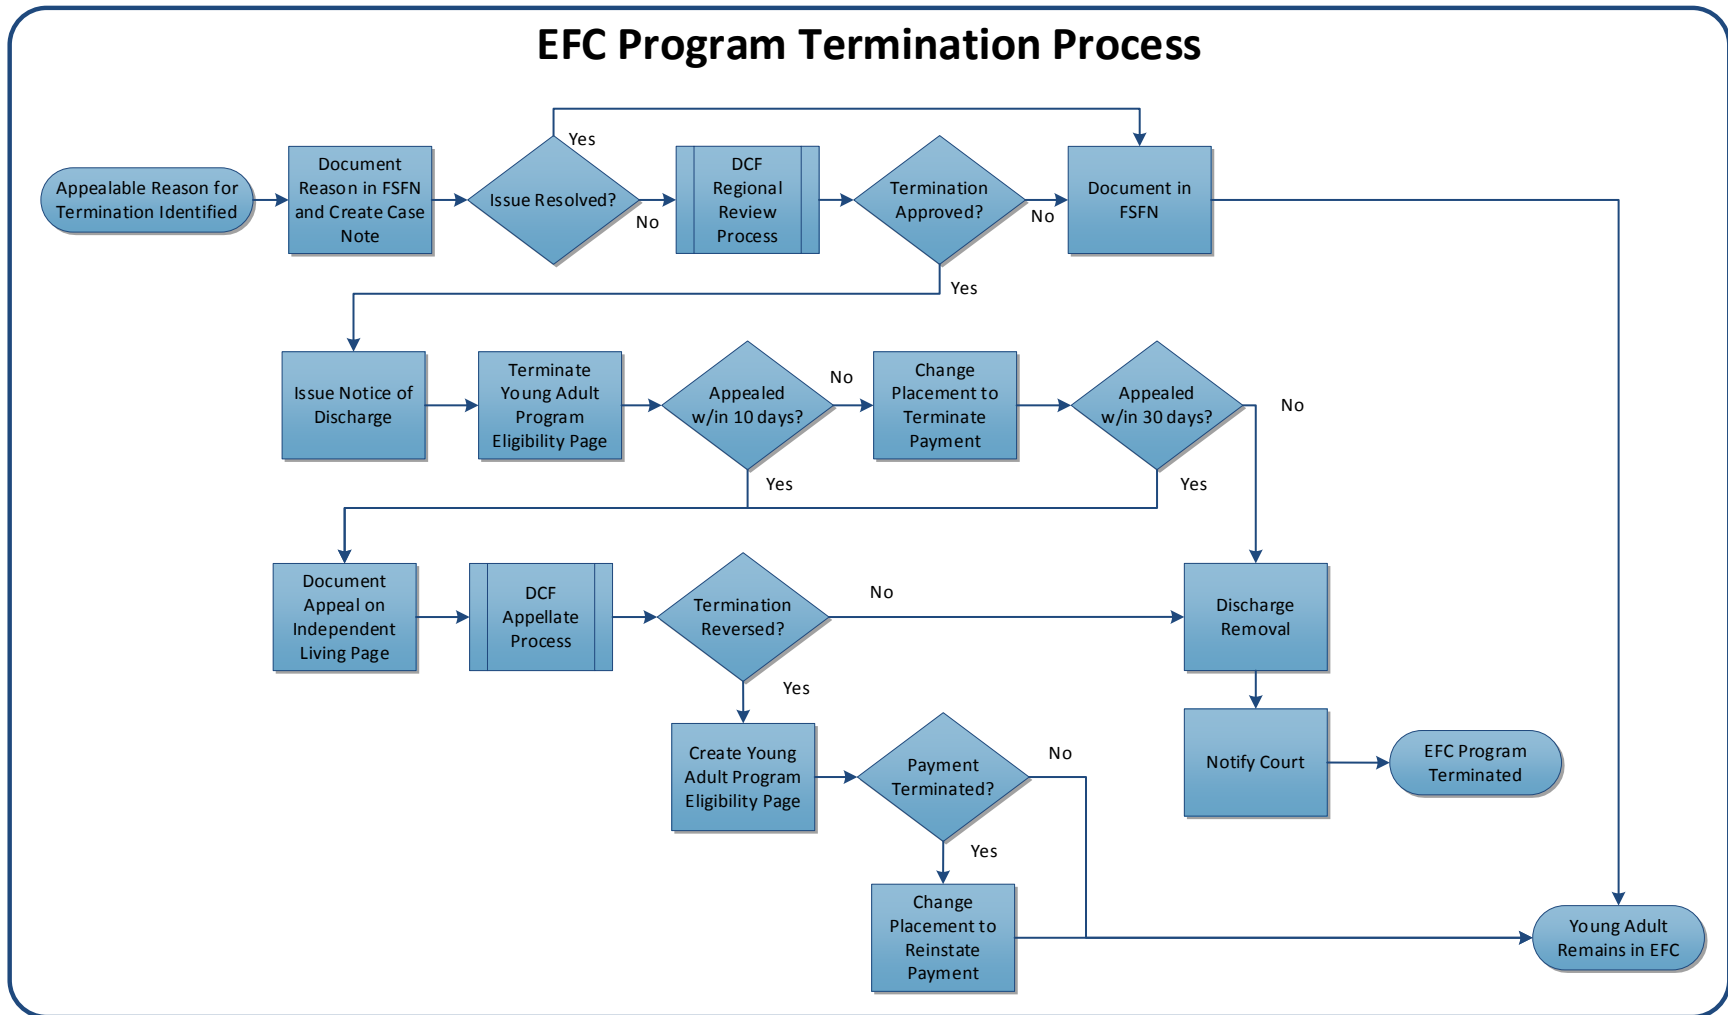 EFC Program Termination Process
Yes
Appealable Reason for
Termination Identified
Document
Reason in FSFN
and Create Case
Note
Issue Resolved?
No
DCF
Regional
Review
Process
Termination
Approved?
No
Document in
FSFN
Yes
Issue Notice of
Discharge
Terminate
Young Adult
Program
Eligibility Page
Appealed
w/in 10 days?
No
Change
Placement to
Terminate
Payment
Appealed
w/in 30 days?
No
Yes
Yes
Document
Appeal on
Independent
Living Page
DCF
Appellate
Process
Termination
Reversed?
No
Discharge
Removal
Yes
Create Young
Adult Program
Eligibility Page
Payment
Terminated?
No
Notify Court
EFC Program
Terminated
Yes
Change
Placement to
Reinstate
Payment
Young Adult
Remains in EFC